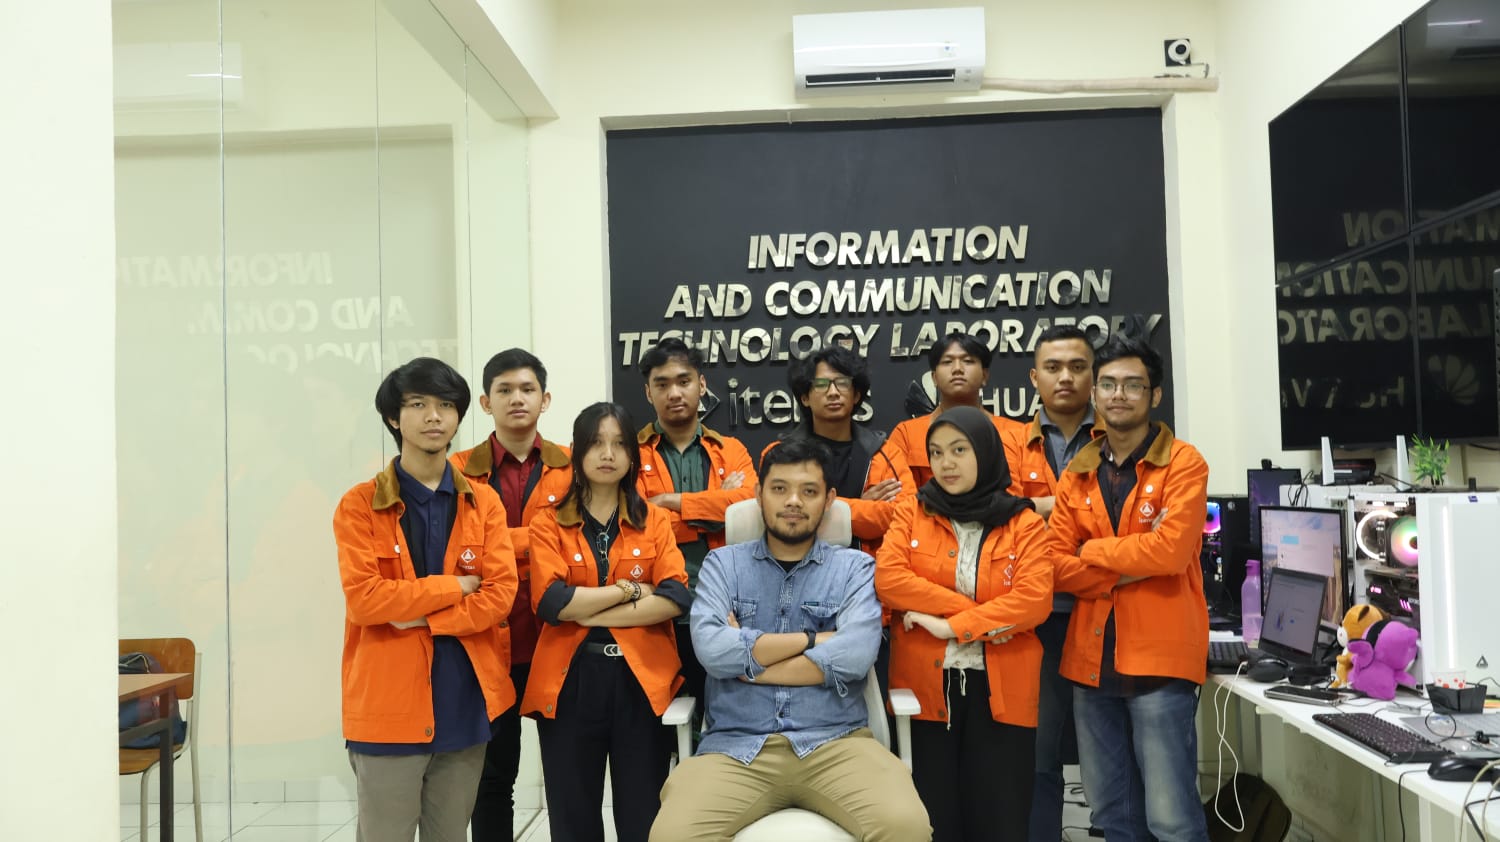 INFORMATION
AND COMMUNICATION
TECHNOLOGY LABORATORY